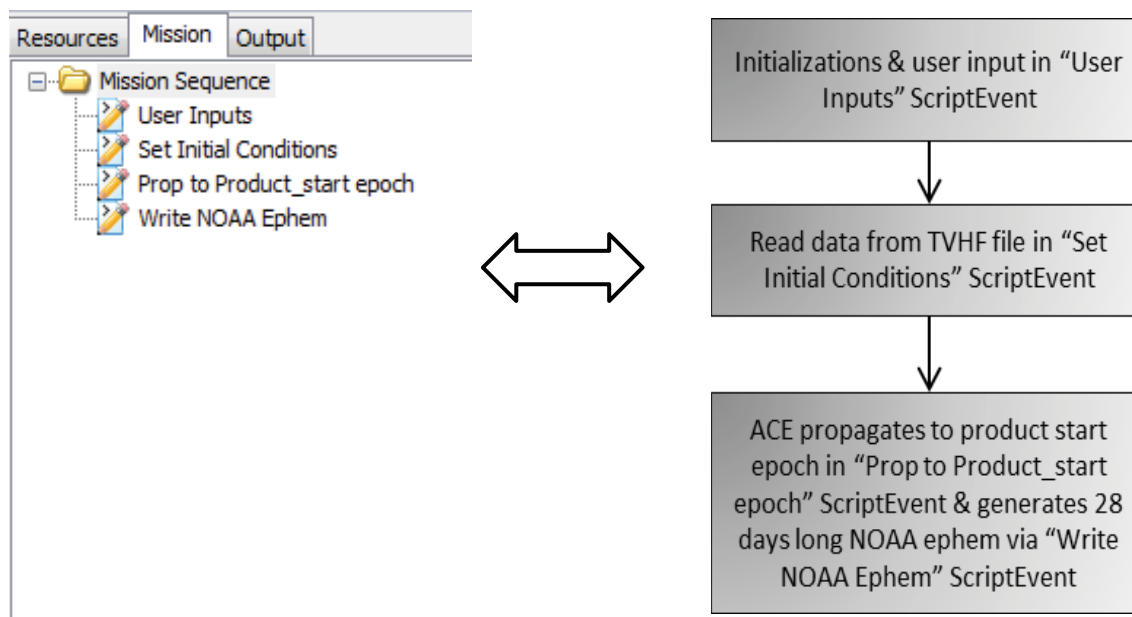 Resources Mission Output
Mission Sequence
User Inputs
Set Initial Conditions
Prop to Product_start epoch
Write NOAA Ephem
Initializations & user input in “User
Inputs” ScriptEvent
Read data from TVHF file in “Set
Initial Conditions” ScriptEvent
ACE propagates to product start
epoch in “Prop to Product_start
epoch” ScriptEvent & generates 28
days long NOAA ephem via “Write
NOAA Ephem” ScriptEvent